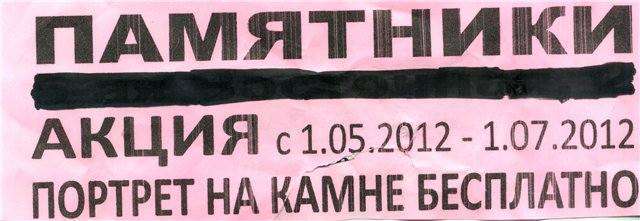 ПАМЯТНИКИ
АКЦИЯ с 1.05.2012 - 1.07.2012
ПОРТРЕТ НА КАМНЕ БЕСПЛАТНО